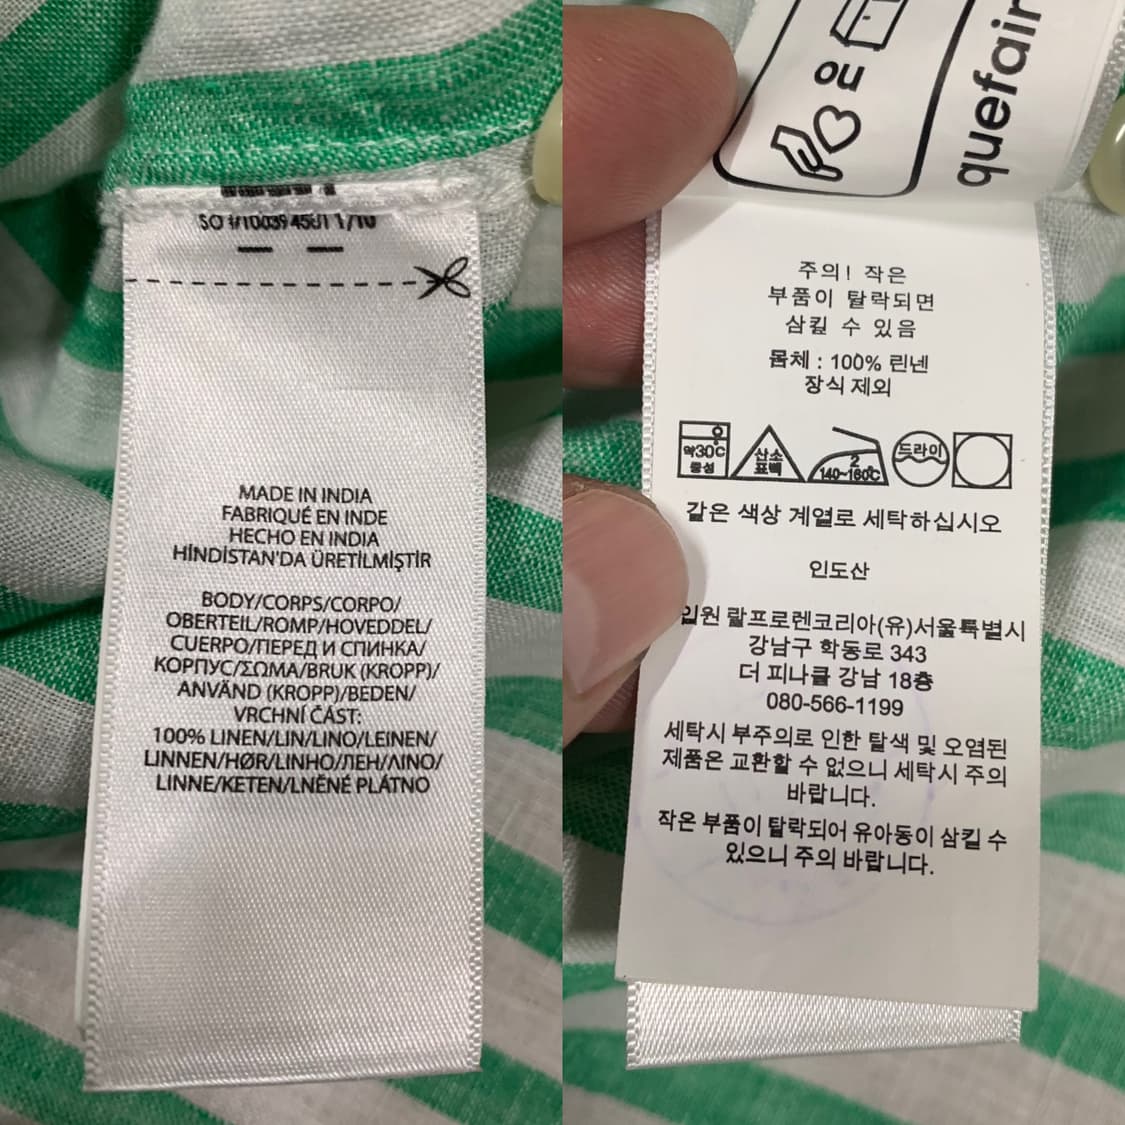 MADE IN INDIA
FABRIQUÉ EN INDE
HECHO EN INDIA
HİNDİSTAN'DA ÜRETİLMİŞTİR
BODY/CORPS/CORPO/
OBERTEIL/ROMP/HOVEDDEL/
CUERPO/ПЕРЕД И СПИНКА/
КОРПУС/ΣΩΜΑ/BRUK (KROPP)/
ANVÄND (KROPP)/BEDEN/
VRCHNÍ ČÁST:
100% LINEN/LIN/LINO/LEINEN/
LINNEN/HØR/LINHO/ЛЕН/ΛΙΝΟ/
LINNE/KETEN/LNĚNÉ PLÁTNO
OU
quefair
주의! 작은
부품이 탈락되면
삼킬 수 있음
몸체 : 100% 린넨
장식 제외
약30℃
중성
산소
표백
2
140~160℃
드라이
같은 색상 계열로 세탁하십시오
인도산
입원 랄프로렌코리아(유)서울특별시
강남구 학동로 343
더 피나클 강남 18층
080-566-1199
세탁시 부주의로 인한 탈색 및 오염된
제품은 교환할 수 없으니 세탁시 주의
바랍니다.
작은 부품이 탈락되어 유아동이 삼킬 수
있으니 주의 바랍니다.